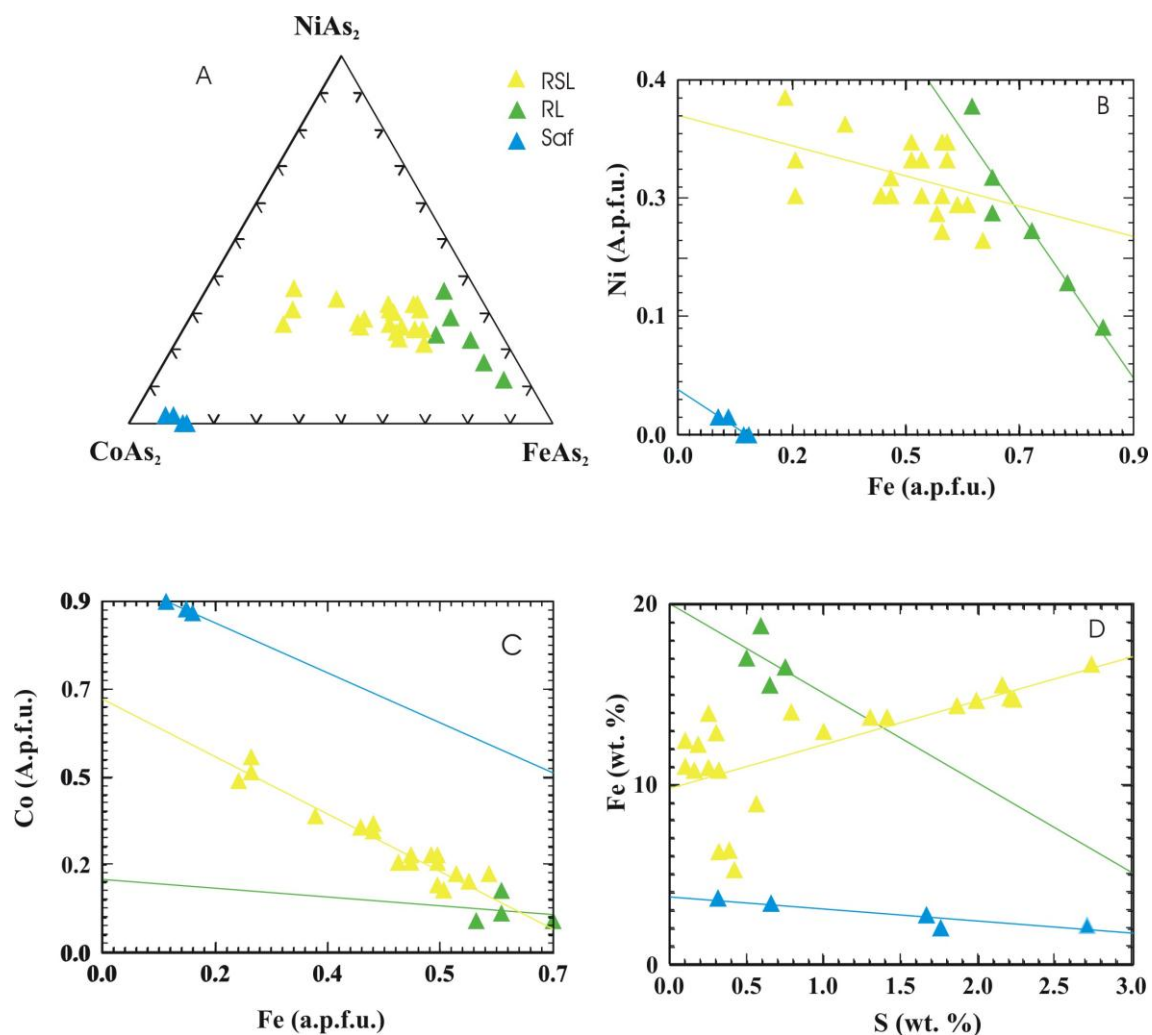 NiAs₂
A
RSL
RL
Saf
CoAs₂
FeAs₂
B
0.4
0.3
0.1
0.0
Ni (A.p.f.u.)
0.0 0.2 0.5 0.7 0.9
Fe (a.p.f.u.)
C
0.9
0.7
0.5
0.2
0.0
Co (A.p.f.u.)
0.0 0.2 0.4 0.5 0.7
Fe (a.p.f.u.)
D
20
10
0
Fe (wt. %)
0.0 0.5 1.0 1.5 2.0 2.5 3.0
S (wt. %)